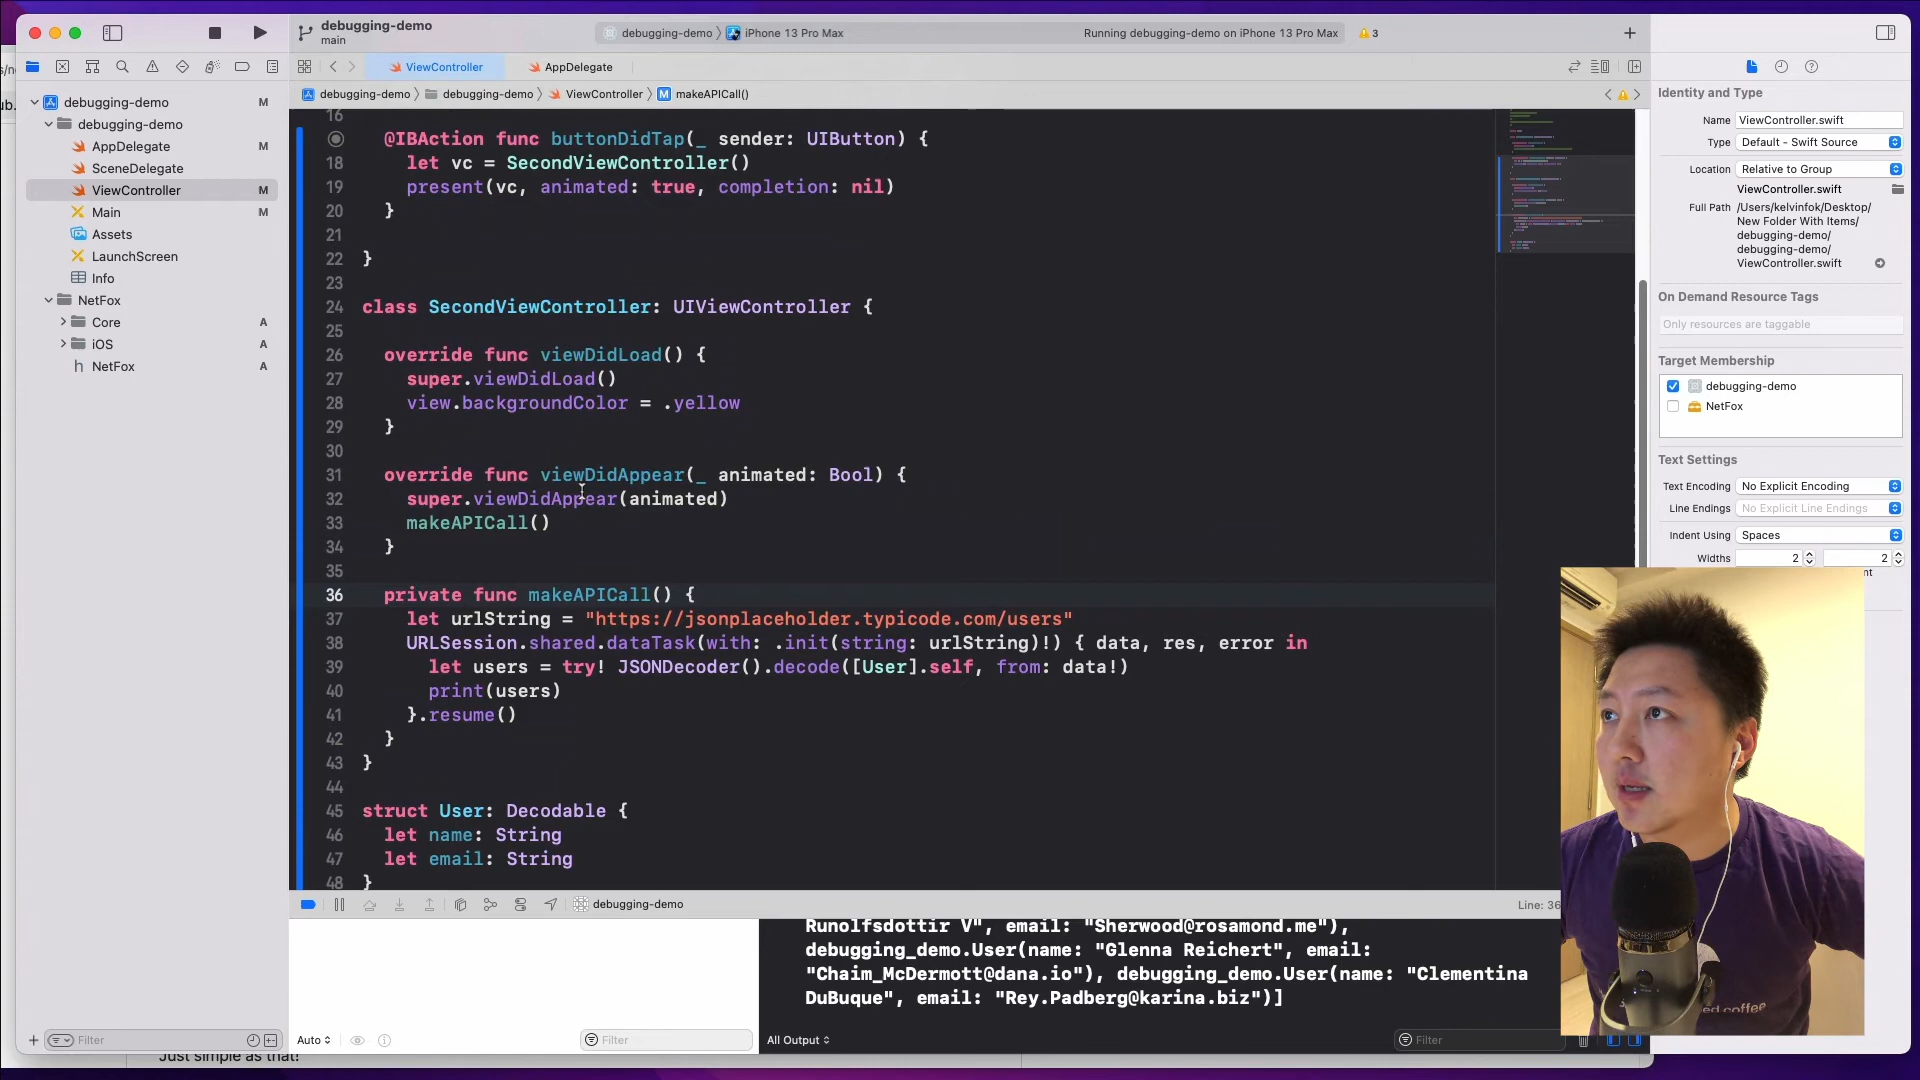 debugging-demo
main
debugging-demo
iPhone 13 Pro Max
Running debugging-demo on iPhone 13 Pro Max
3
ViewController
AppDelegate
debugging-demo
debugging-demo
ViewController
M
makeAPICall()
debugging-demo M
debugging-demo
AppDelegate M
SceneDelegate
ViewController M
Main M
Assets
LaunchScreen
Info
NetFox
Core A
iOS A
h NetFox A
Filter
16
@IBAction func buttonDidTap(_ sender: UIButton) {
18 let vc = SecondViewController()
19 present(vc, animated: true, completion: nil)
20 }
21
22 }
23
24 class SecondViewController: UIViewController {
25
26 override func viewDidLoad() {
27 super.viewDidLoad()
28 view.backgroundColor = .yellow
29 }
30
31 override func viewDidAppear(_ animated: Bool) {
32 super.viewDidAppear(animated)
33 makeAPICall()
34 }
35
36 private func makeAPICall() {
37 let urlString = "https://jsonplaceholder.typicode.com/users"
38 URLSession.shared.dataTask(with: .init(string: urlString)!) { data, res, error in
39 let users = try! JSONDecoder().decode([User].self, from: data!)
40 print(users)
41 }.resume()
42 }
43 }
44
45 struct User: Decodable {
46 let name: String
47 let email: String
48 }
debugging-demo
Line: 36
Runolfsdottir V", email: "Sherwood@rosamond.me"),
debugging_demo.User(name: "Glenna Reichert", email:
"Chaim_McDermott@dana.io"), debugging_demo.User(name: "Clementina
DuBuque", email: "Rey.Padberg@karina.biz")]
Auto
Filter
All Output
Filter
Identity and Type
Name ViewController.swift
Type Default - Swift Source
Location Relative to Group
ViewController.swift
Full Path /Users/kelvinfok/Desktop/
New Folder With Items/
debugging-demo/
debugging-demo/
ViewController.swift
On Demand Resource Tags
Only resources are taggable
Target Membership
debugging-demo
NetFox
Text Settings
Text Encoding No Explicit Encoding
Line Endings No Explicit Line Endings
Indent Using Spaces
Widths 2 2
Just simple as that!